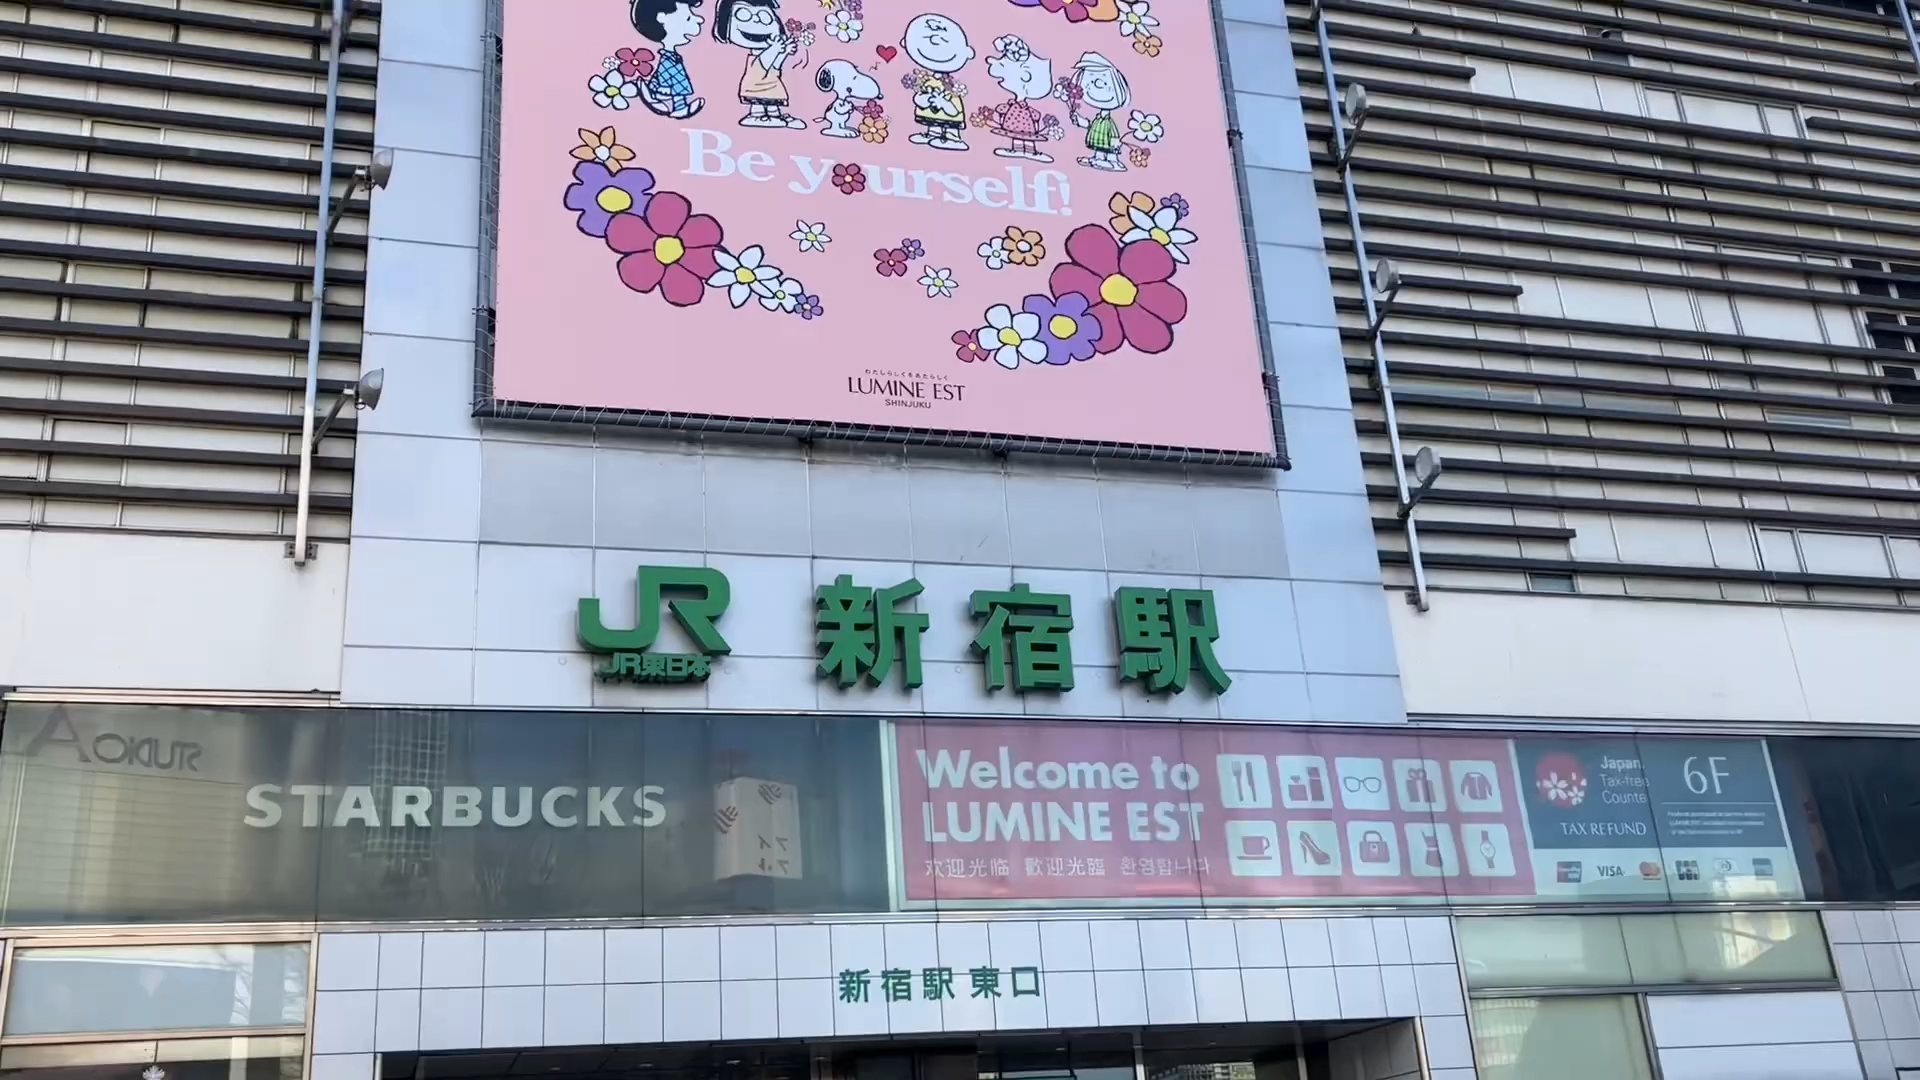 Be yourself!
わたしらしくをあたらしく
LUMINE EST
SHINJUKU
JR 新宿駅
JR東日本
STUDIO A
STARBUCKS
Welcome to
LUMINE EST
欢迎光临 歡迎光臨 환영합니다
Japan.
Tax-free
Counte
TAX REFUND
6F
VISA
新宿駅 東口